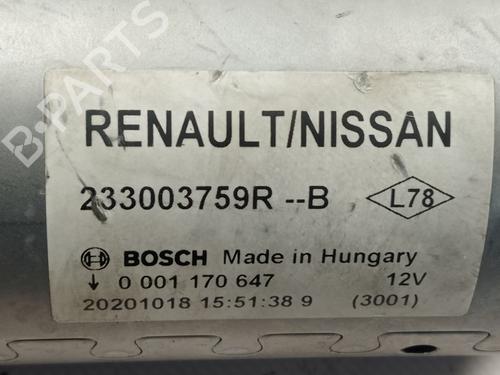 RENAULT/NISSAN
233003759R --B
L78
BOSCH Made in Hungary
0 001 170 647 12V
20201018 15:51:38 9 (3001)
B-PARTS